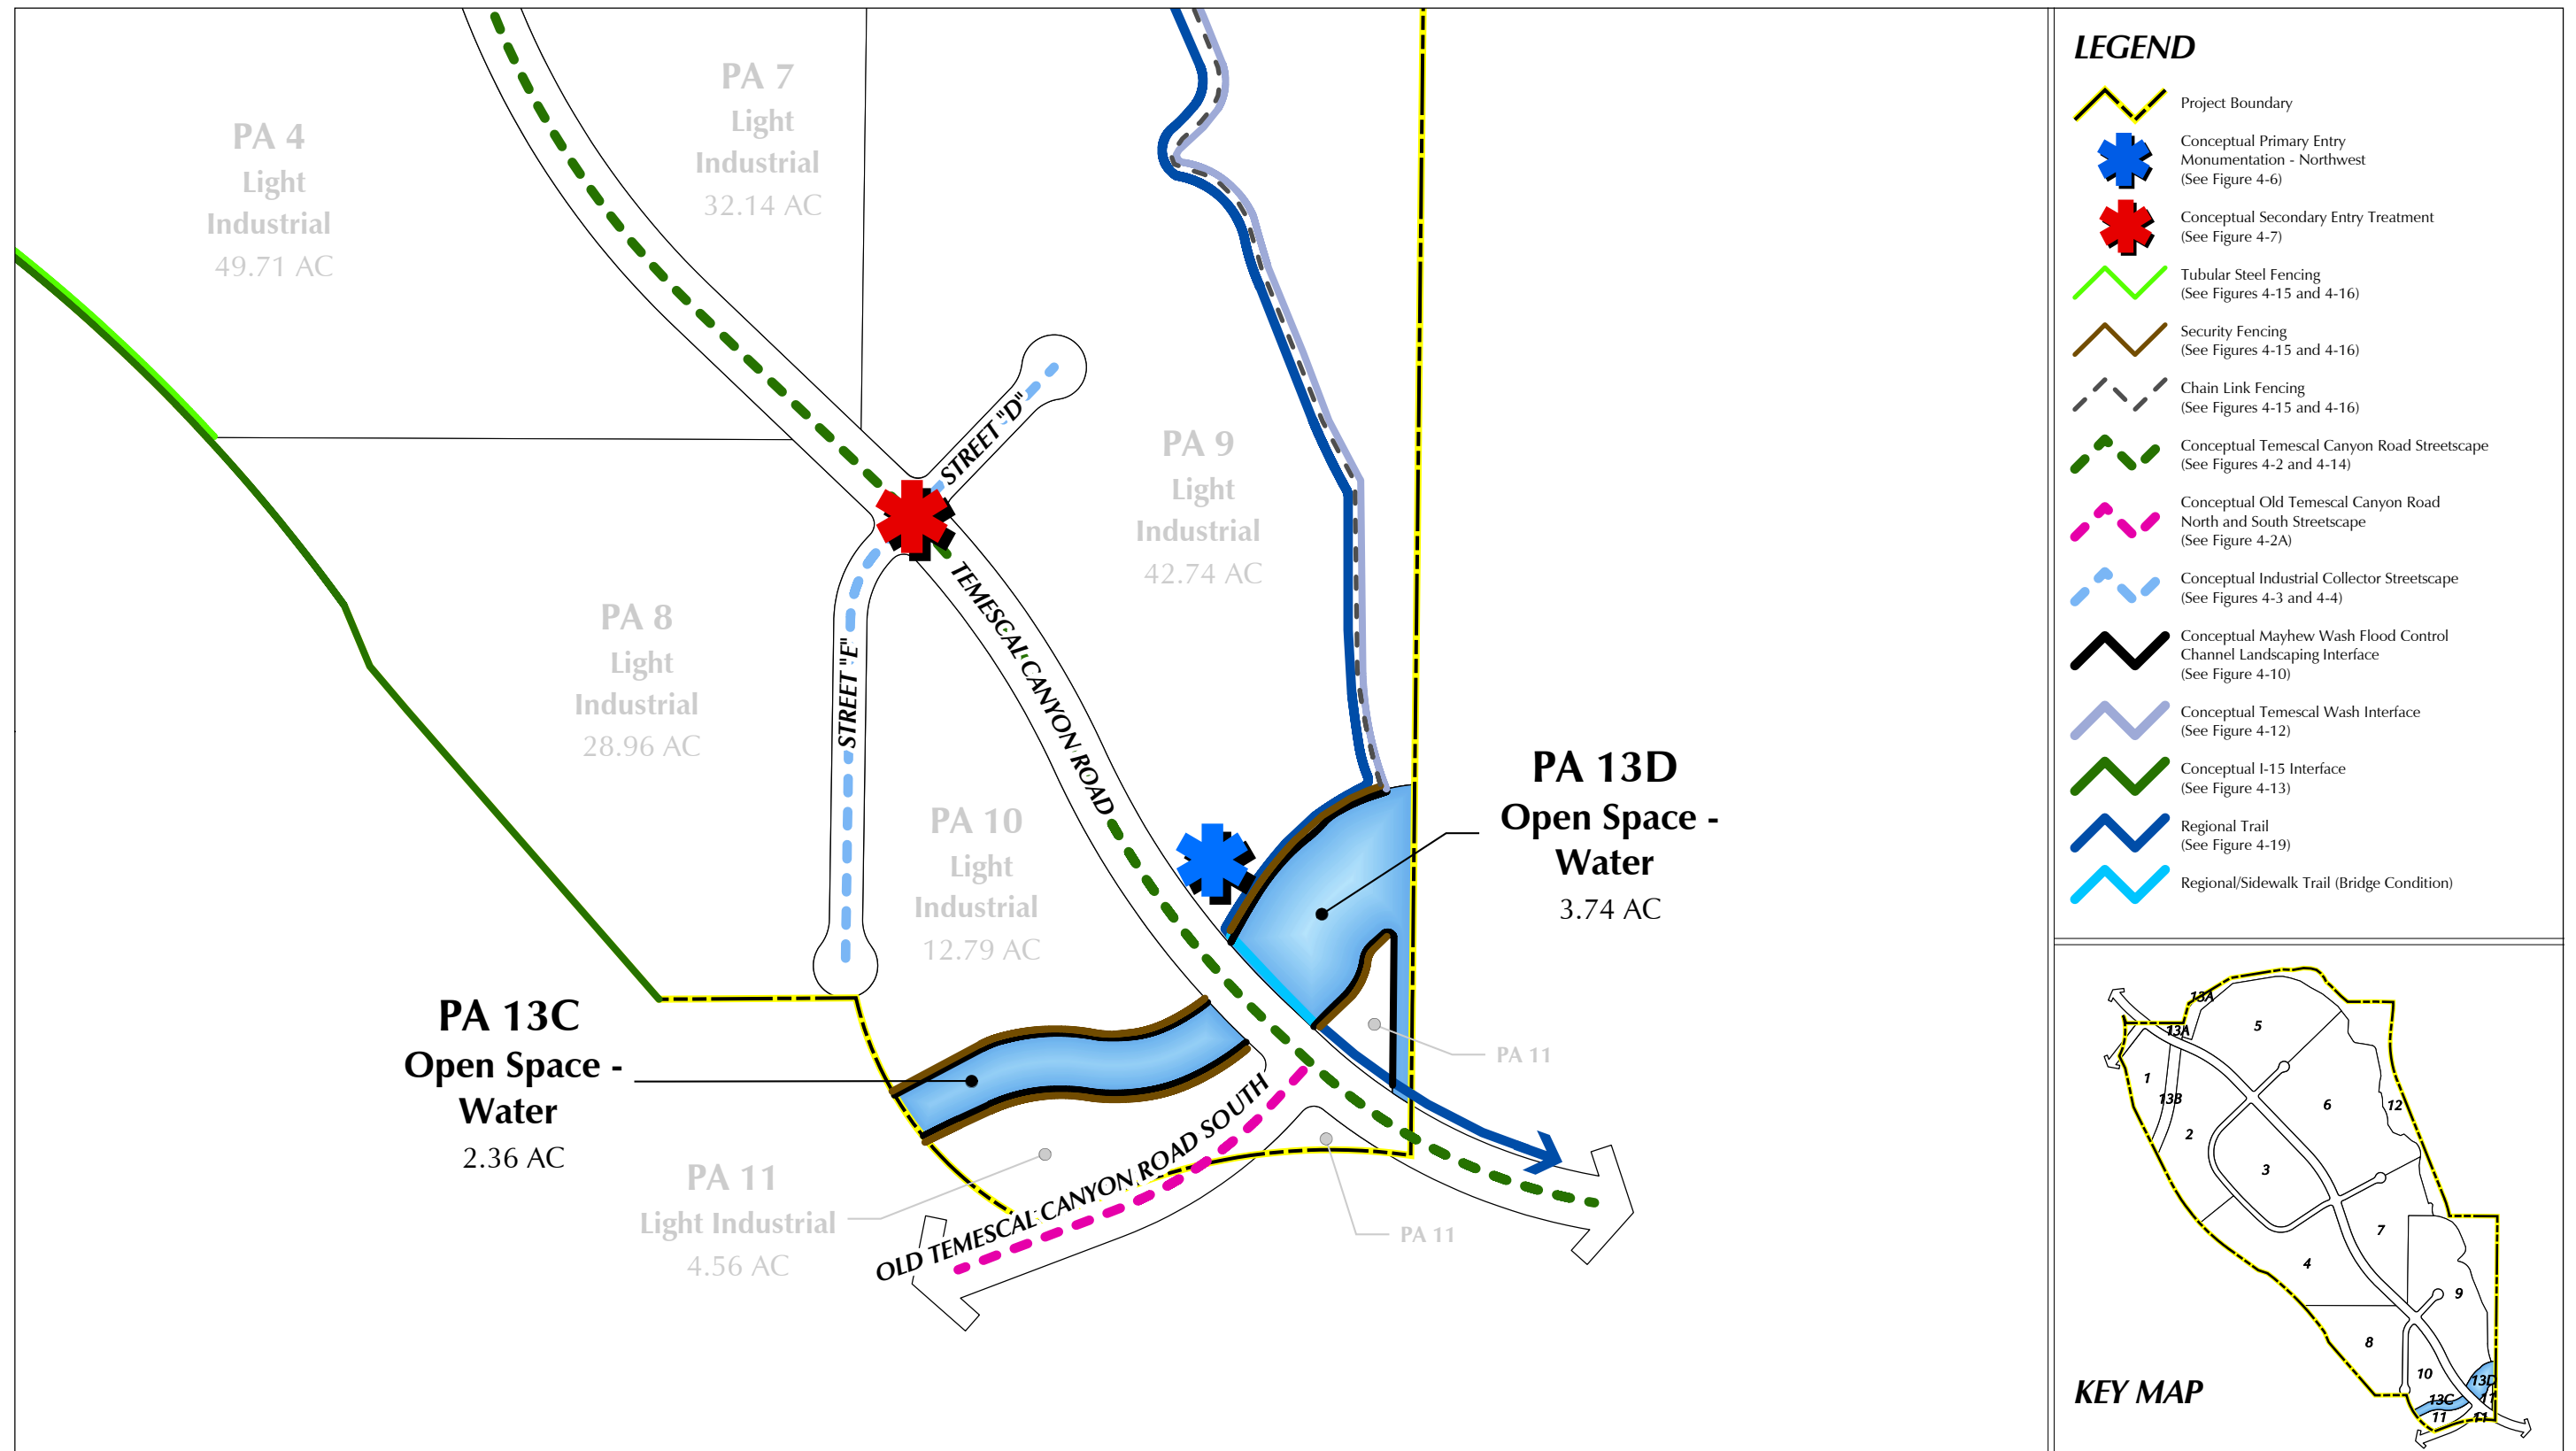 PA 4
Light
Industrial
49.71 AC
PA 7
Light
Industrial
32.14 AC
STREET "D"
PA 9
Light
Industrial
42.74 AC
TEMESCAL CANYON ROAD
PA 8
Light
Industrial
28.96 AC
STREET "E"
PA 10
Light
Industrial
12.79 AC
PA 13D
Open Space -
Water
3.74 AC
PA 13C
Open Space -
Water
2.36 AC
PA 11
PA 11
Light Industrial
4.56 AC
OLD TEMESCAL CANYON ROAD SOUTH
PA 11
LEGEND
Project Boundary
Conceptual Primary Entry
Monumentation - Northwest
(See Figure 4-6)
Conceptual Secondary Entry Treatment
(See Figure 4-7)
Tubular Steel Fencing
(See Figures 4-15 and 4-16)
Security Fencing
(See Figures 4-15 and 4-16)
Chain Link Fencing
(See Figures 4-15 and 4-16)
Conceptual Temescal Canyon Road Streetscape
(See Figures 4-2 and 4-14)
Conceptual Old Temescal Canyon Road
North and South Streetscape
(See Figure 4-2A)
Conceptual Industrial Collector Streetscape
(See Figures 4-3 and 4-4)
Conceptual Mayhew Wash Flood Control
Channel Landscaping Interface
(See Figure 4-10)
Conceptual Temescal Wash Interface
(See Figure 4-12)
Conceptual I-15 Interface
(See Figure 4-13)
Regional Trail
(See Figure 4-19)
Regional/Sidewalk Trail (Bridge Condition)
13A
13A
5
1
13B
2
6
12
3
7
4
9
8
10
13D
11
13C
11
11
KEY MAP